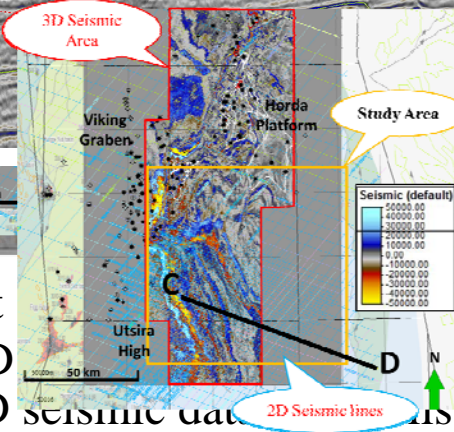 3D Seismic
Area
Viking
Graben
Horda
Platform
Study Area
Seismic (default)
50000.00
40000.00
30000.00
20000.00
10000.00
0.00
-10000.00
-20000.00
-30000.00
-40000.00
-50000.00
C
Utsira
High
D
N
50 km
2D Seismic lines
t
D
D seismic dat